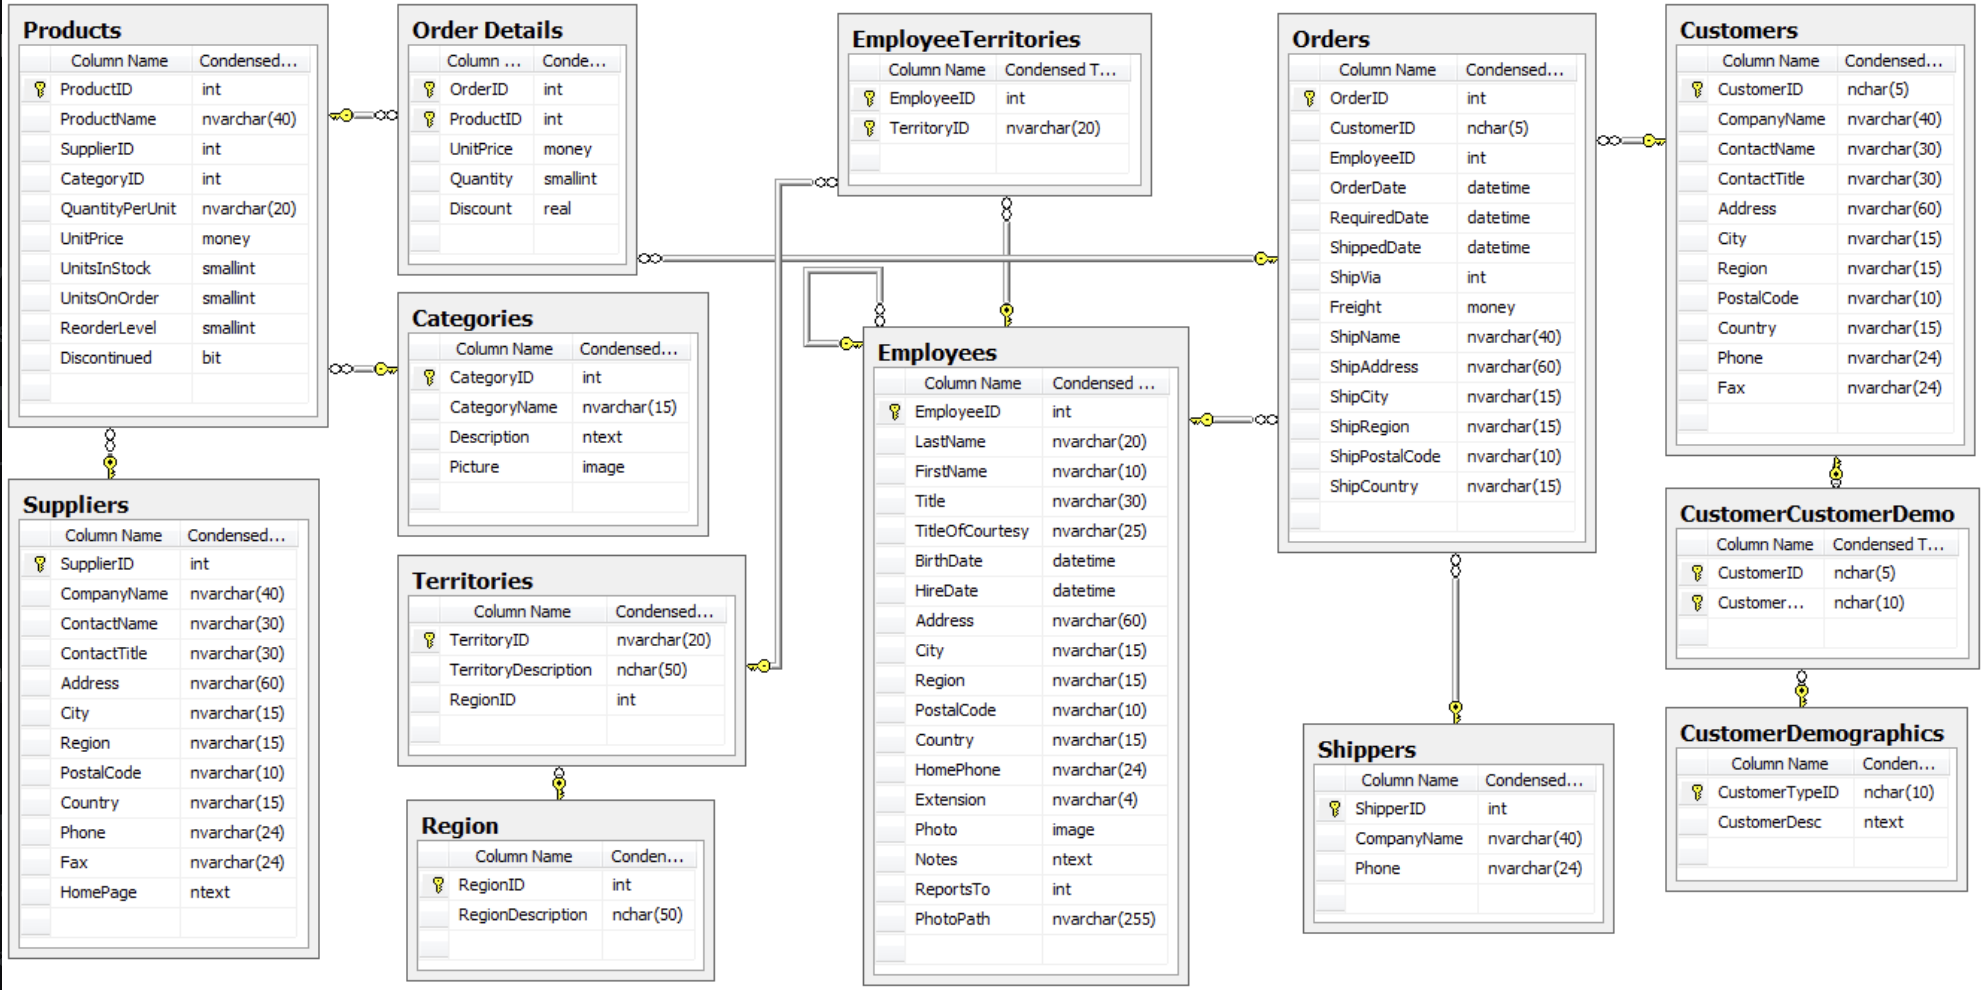 Products
Column Name Condensed...
ProductID int
ProductName nvarchar(40)
SupplierID int
CategoryID int
QuantityPerUnit nvarchar(20)
UnitPrice money
UnitsInStock smallint
UnitsOnOrder smallint
ReorderLevel smallint
Discontinued bit
Suppliers
Column Name Condensed...
SupplierID int
CompanyName nvarchar(40)
ContactName nvarchar(30)
ContactTitle nvarchar(30)
Address nvarchar(60)
City nvarchar(15)
Region nvarchar(15)
PostalCode nvarchar(10)
Country nvarchar(15)
Phone nvarchar(24)
Fax nvarchar(24)
HomePage ntext
Order Details
Column ... Conde...
OrderID int
ProductID int
UnitPrice money
Quantity smallint
Discount real
Categories
Column Name Condensed...
CategoryID int
CategoryName nvarchar(15)
Description ntext
Picture image
Territories
Column Name Condensed...
TerritoryID nvarchar(20)
TerritoryDescription nchar(50)
RegionID int
Region
Column Name Conden...
RegionID int
RegionDescription nchar(50)
EmployeeTerritories
Column Name Condensed T...
EmployeeID int
TerritoryID nvarchar(20)
Employees
Column Name Condensed ...
EmployeeID int
LastName nvarchar(20)
FirstName nvarchar(10)
Title nvarchar(30)
TitleOfCourtesy nvarchar(25)
BirthDate datetime
HireDate datetime
Address nvarchar(60)
City nvarchar(15)
Region nvarchar(15)
PostalCode nvarchar(10)
Country nvarchar(15)
HomePhone nvarchar(24)
Extension nvarchar(4)
Photo image
Notes ntext
ReportsTo int
PhotoPath nvarchar(255)
Orders
Column Name Condensed...
OrderID int
CustomerID nchar(5)
EmployeeID int
OrderDate datetime
RequiredDate datetime
ShippedDate datetime
ShipVia int
Freight money
ShipName nvarchar(40)
ShipAddress nvarchar(60)
ShipCity nvarchar(15)
ShipRegion nvarchar(15)
ShipPostalCode nvarchar(10)
ShipCountry nvarchar(15)
Shippers
Column Name Condensed...
ShipperID int
CompanyName nvarchar(40)
Phone nvarchar(24)
Customers
Column Name Condensed...
CustomerID nchar(5)
CompanyName nvarchar(40)
ContactName nvarchar(30)
ContactTitle nvarchar(30)
Address nvarchar(60)
City nvarchar(15)
Region nvarchar(15)
PostalCode nvarchar(10)
Country nvarchar(15)
Phone nvarchar(24)
Fax nvarchar(24)
CustomerCustomerDemo
Column Name Condensed T...
CustomerID nchar(5)
Customer... nchar(10)
CustomerDemographics
Column Name Conden...
CustomerTypeID nchar(10)
CustomerDesc ntext